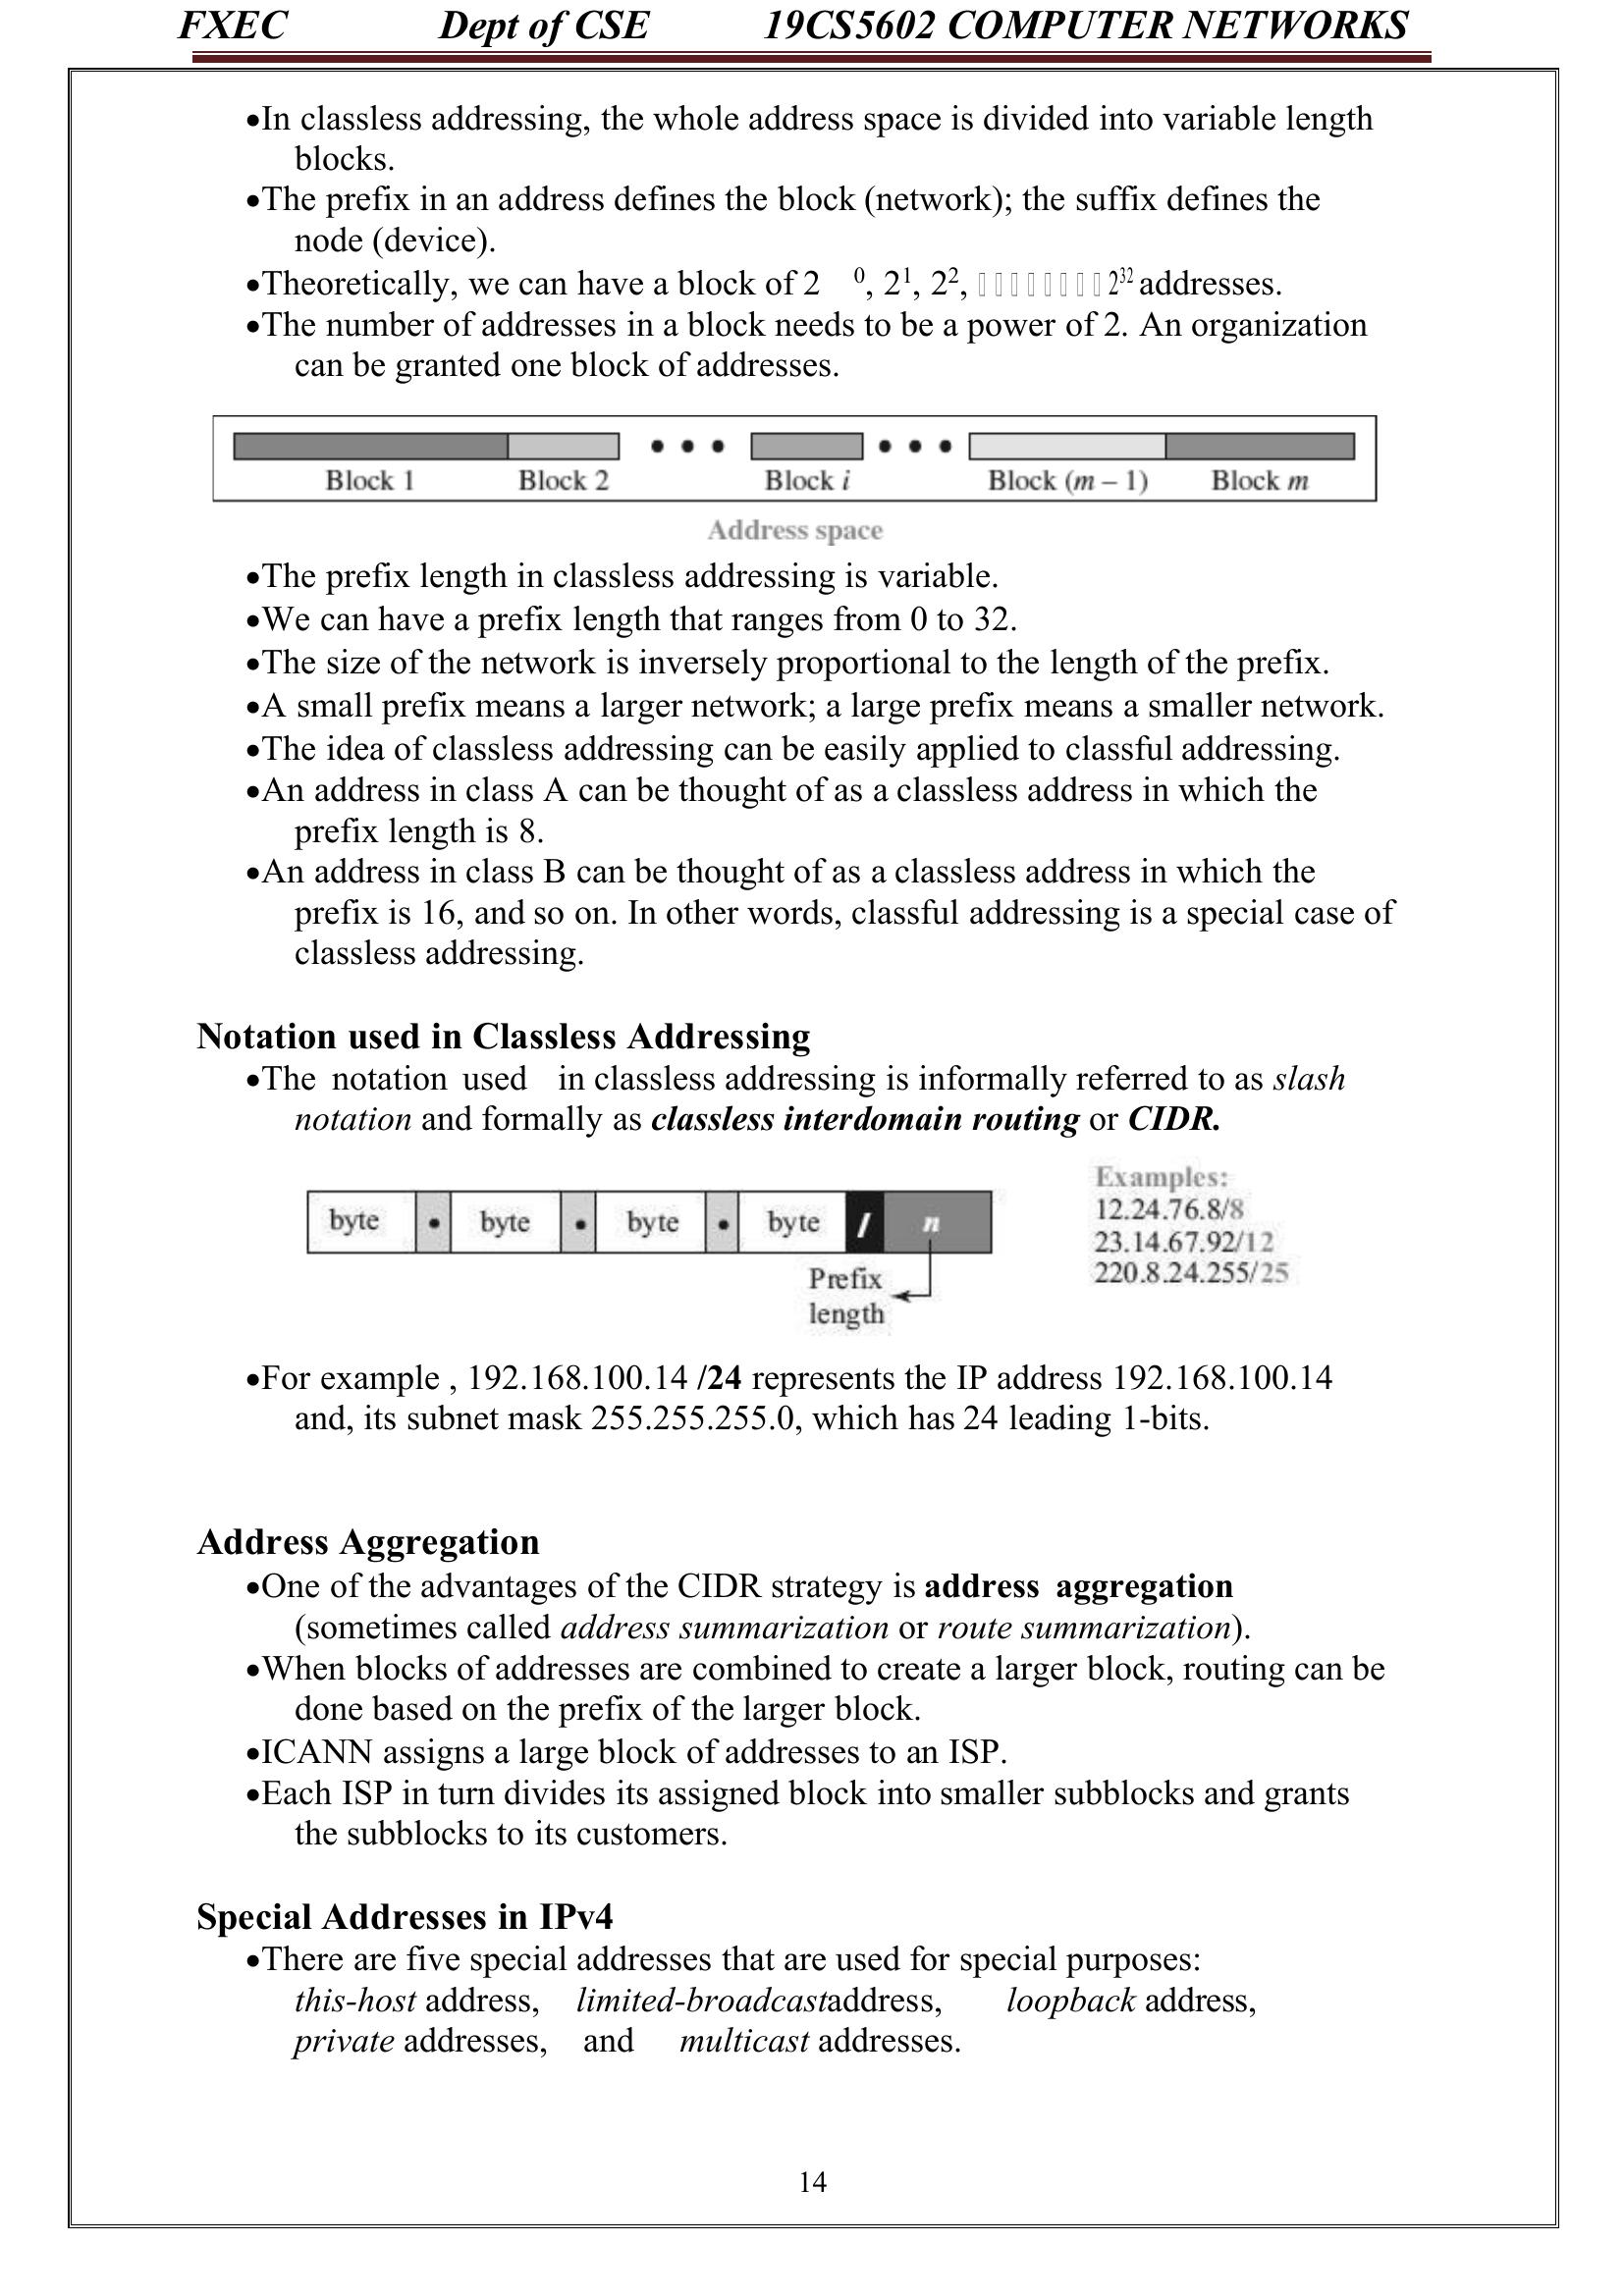 FXEC Dept of CSE 19CS5602 COMPUTER NETWORKS
•In classless addressing, the whole address space is divided into variable length
blocks.
•The prefix in an address defines the block (network); the suffix defines the
node (device).
•Theoretically, we can have a block of 2 ⁰, 2¹, 2², 2³² addresses.
•The number of addresses in a block needs to be a power of 2. An organization
can be granted one block of addresses.
Block 1 Block 2 Block i Block (m – 1) Block m
Address space
•The prefix length in classless addressing is variable.
•We can have a prefix length that ranges from 0 to 32.
•The size of the network is inversely proportional to the length of the prefix.
•A small prefix means a larger network; a large prefix means a smaller network.
•The idea of classless addressing can be easily applied to classful addressing.
•An address in class A can be thought of as a classless address in which the
prefix length is 8.
•An address in class B can be thought of as a classless address in which the
prefix is 16, and so on. In other words, classful addressing is a special case of
classless addressing.
Notation used in Classless Addressing
•The notation used in classless addressing is informally referred to as slash
notation and formally as classless interdomain routing or CIDR.
byte • byte • byte • byte / n
Prefix
length
Examples:
12.24.76.8/8
23.14.67.92/12
220.8.24.255/25
•For example , 192.168.100.14 /24 represents the IP address 192.168.100.14
and, its subnet mask 255.255.255.0, which has 24 leading 1-bits.
Address Aggregation
•One of the advantages of the CIDR strategy is address aggregation
(sometimes called address summarization or route summarization).
•When blocks of addresses are combined to create a larger block, routing can be
done based on the prefix of the larger block.
•ICANN assigns a large block of addresses to an ISP.
•Each ISP in turn divides its assigned block into smaller subblocks and grants
the subblocks to its customers.
Special Addresses in IPv4
•There are five special addresses that are used for special purposes:
this-host address, limited-broadcastaddress, loopback address,
private addresses, and multicast addresses.
14